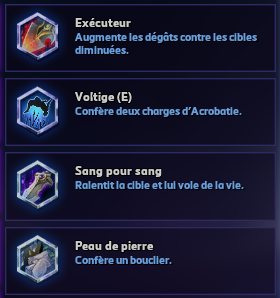 Exécuteur
Augmente les dégâts contre les cibles
diminuées.
Voltige (E)
Confère deux charges d'Acrobatie.
Sang pour sang
Ralentit la cible et lui vole de la vie.
Peau de pierre
Confère un bouclier.